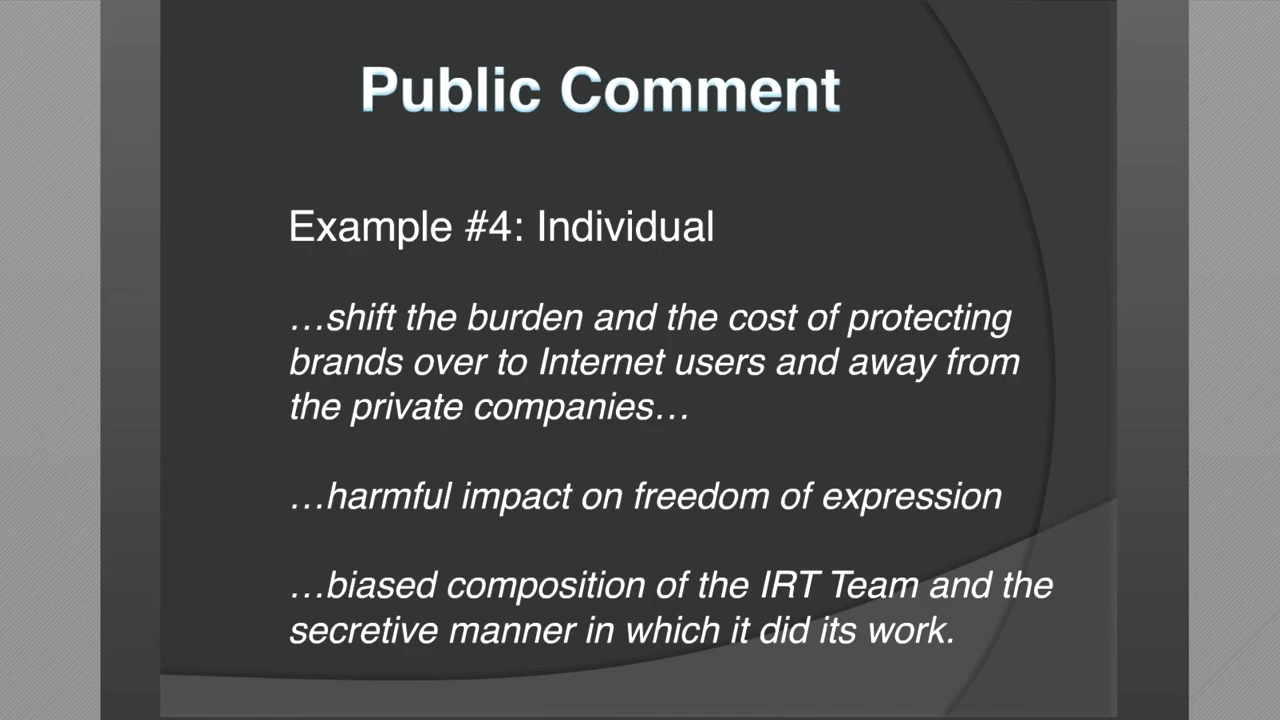 Public Comment
Example #4: Individual
…shift the burden and the cost of protecting
brands over to Internet users and away from
the private companies…
…harmful impact on freedom of expression
…biased composition of the IRT Team and the
secretive manner in which it did its work.